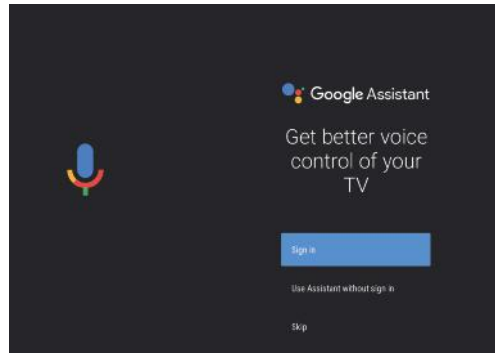 Google Assistant
Get better voice
control of your
TV
Sign in
Use Assistant without sign in
Skip